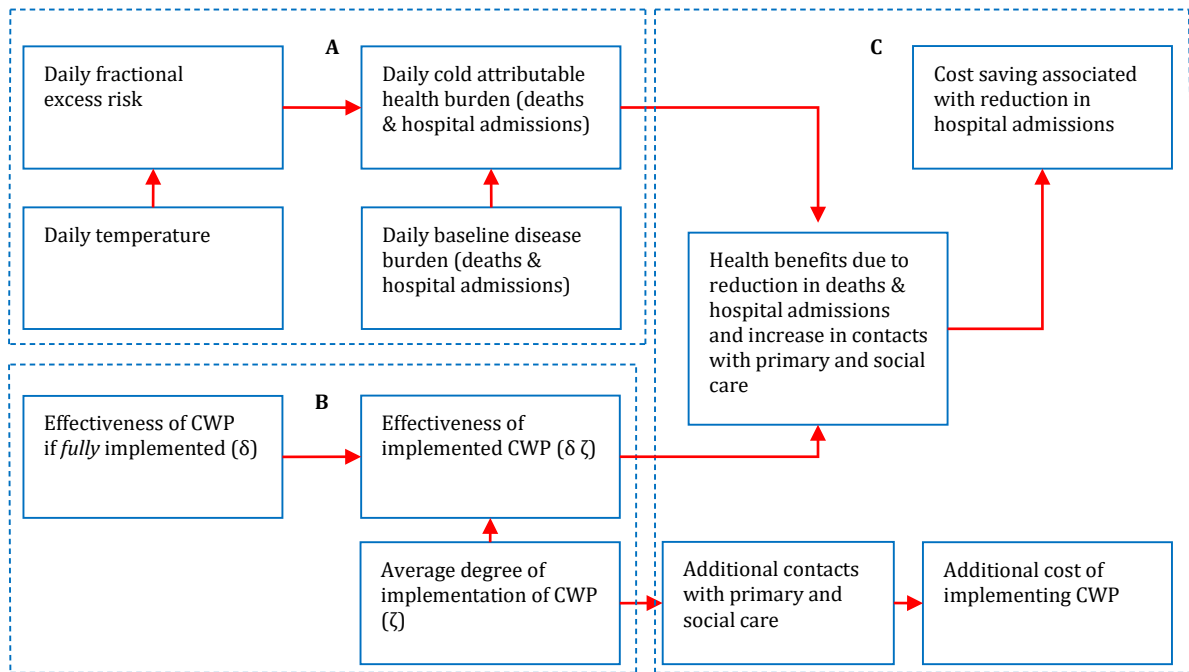 A
Daily fractional
excess risk
Daily cold attributable
health burden (deaths
& hospital admissions)
Daily temperature
Daily baseline disease
burden (deaths &
hospital admissions)
B
Effectiveness of CWP
if fully implemented (δ)
Effectiveness of
implemented CWP (δ ζ)
Average degree of
implementation of CWP
(ζ)
C
Cost saving associated
with reduction in
hospital admissions
Health benefits due to
reduction in deaths &
hospital admissions
and increase in contacts
with primary and social
care
Additional contacts
with primary and
social care
Additional cost of
implementing CWP